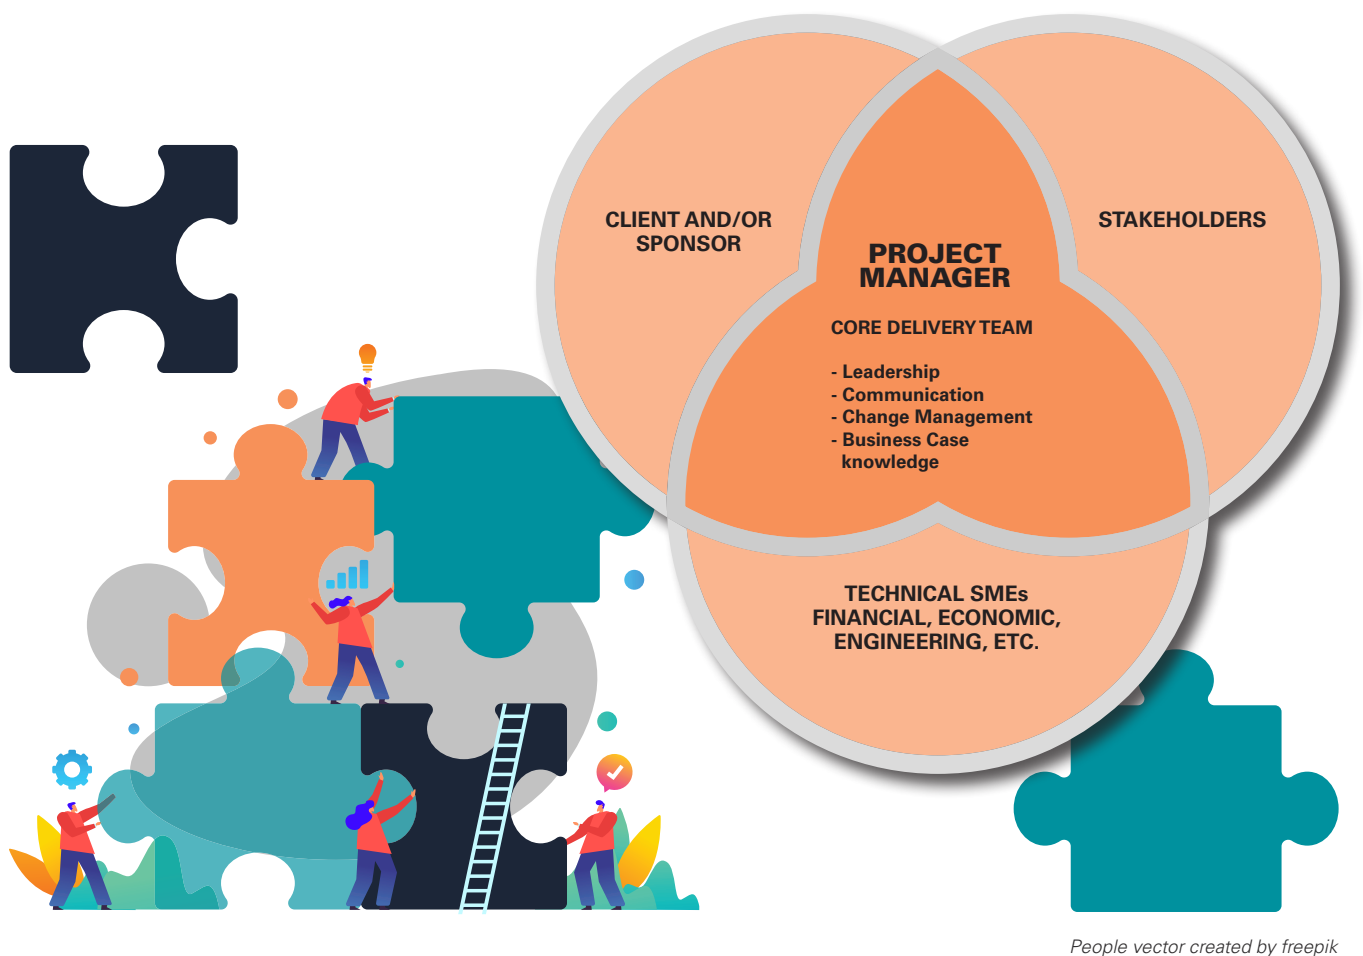 CLIENT AND/OR
SPONSOR
STAKEHOLDERS
PROJECT
MANAGER
CORE DELIVERY TEAM
- Leadership
- Communication
- Change Management
- Business Case
knowledge
TECHNICAL SMEs
FINANCIAL, ECONOMIC,
ENGINEERING, ETC.
People vector created by freepik